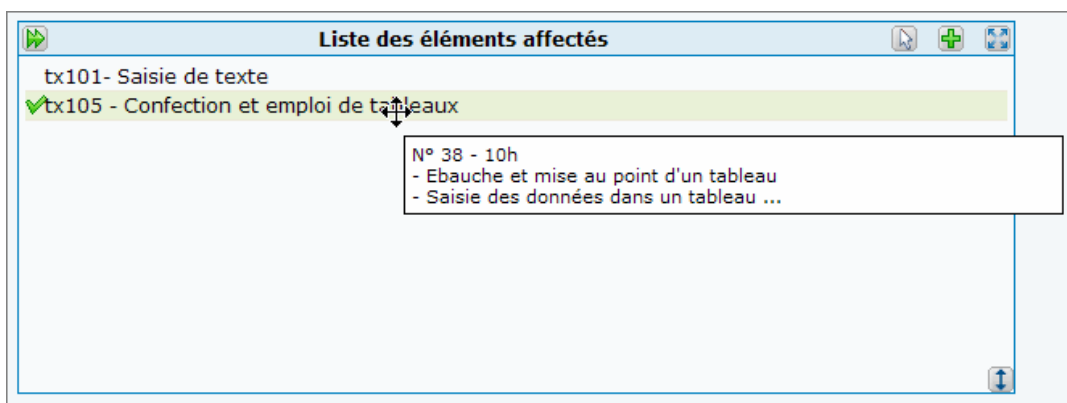 Liste des éléments affectés
tx101- Saisie de texte
tx105 - Confection et emploi de tableaux
N° 38 - 10h
- Ebauche et mise au point d'un tableau
- Saisie des données dans un tableau ...